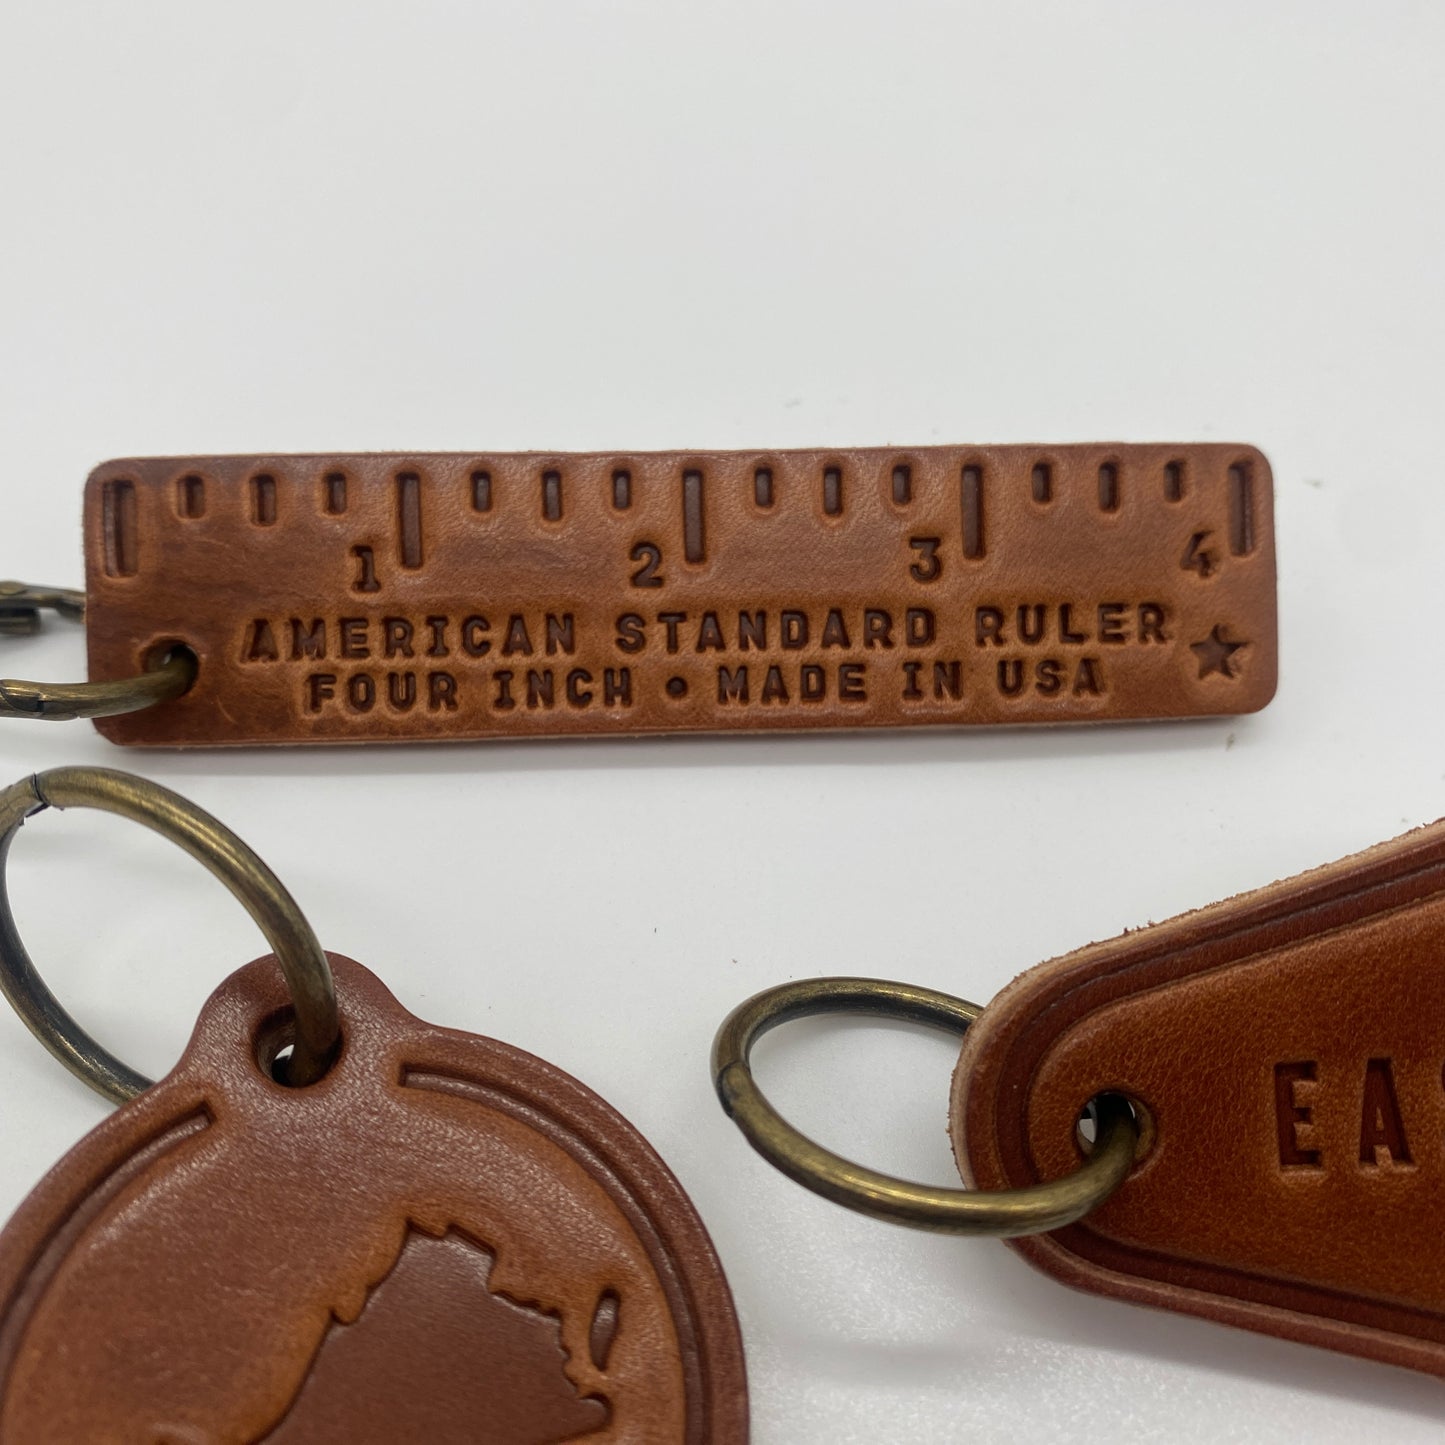 1 2 3 4
AMERICAN STANDARD RULER
FOUR INCH • MADE IN USA